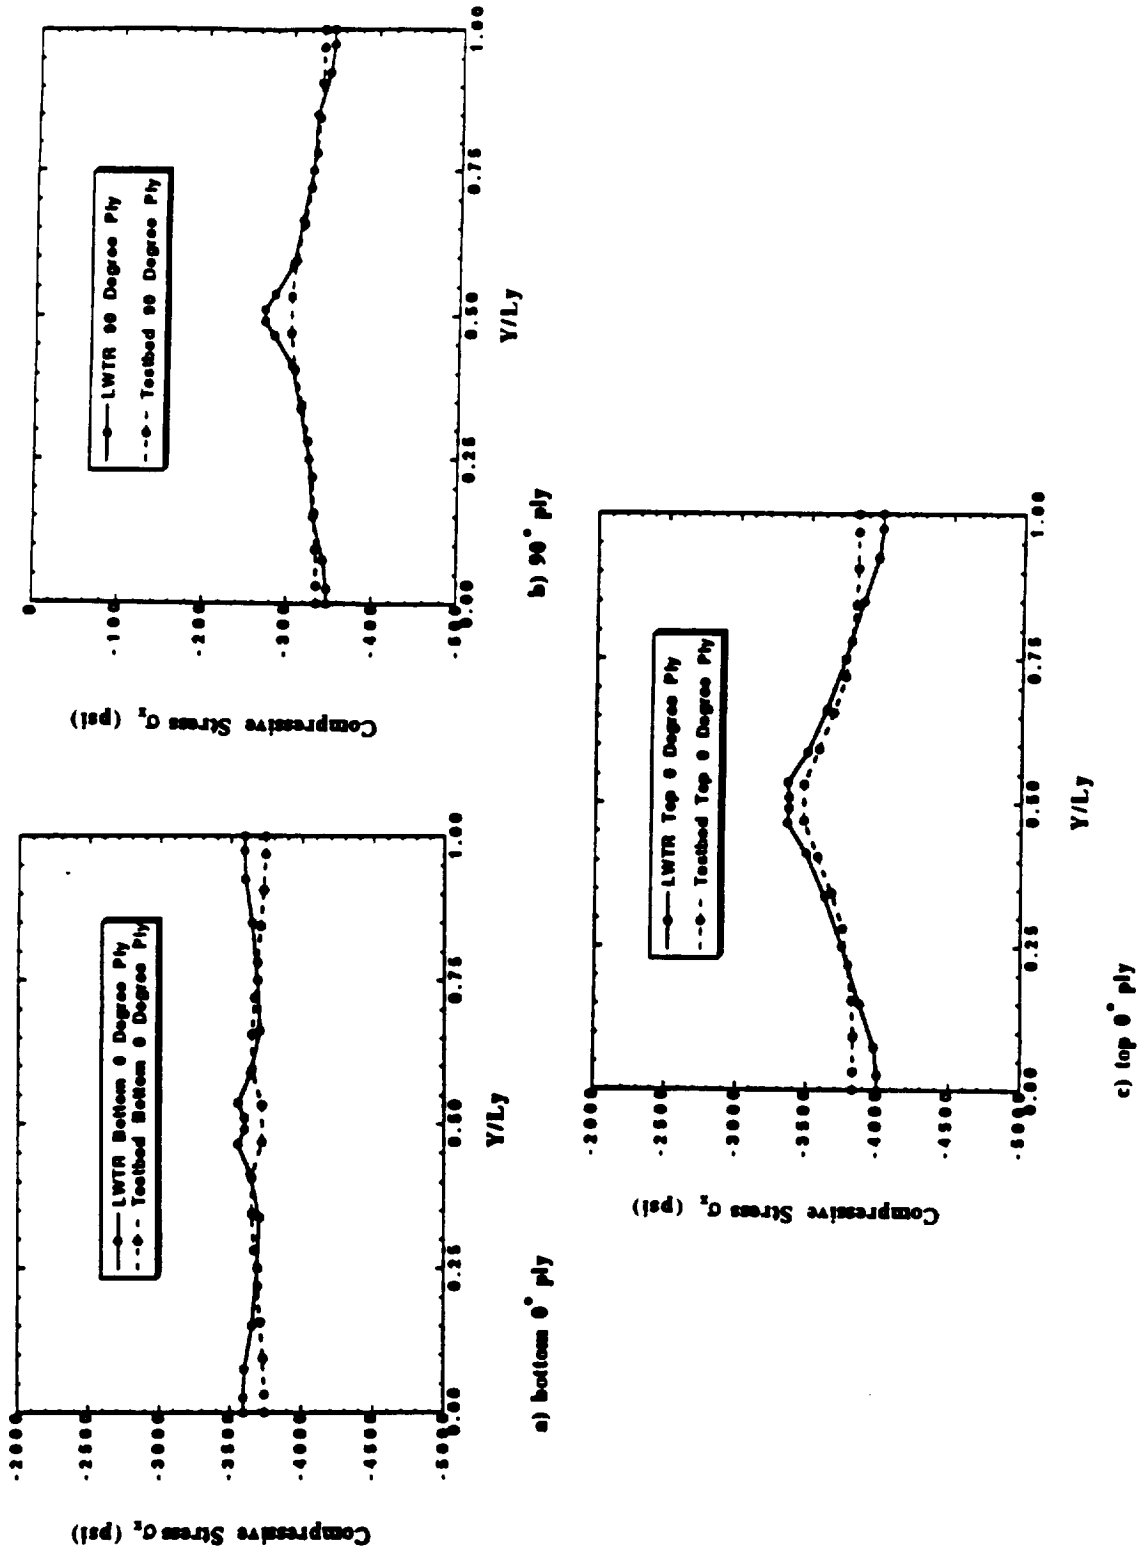 -2000
-2500
-3000
-3500
-4000
-4500
-5000
0.00
0.25
0.50
0.75
1.00
Compressive Stress σx (psi)
Y/Ly
LWTR Bottom 0 Degree Ply
Testbed Bottom 0 Degree Ply
a) bottom 0° ply
0
-100
-200
-300
-400
-500
0.00
0.25
0.50
0.75
1.00
Compressive Stress σx (psi)
Y/Ly
LWTR 90 Degree Ply
Testbed 90 Degree Ply
b) 90° ply
-2000
-2500
-3000
-3500
-4000
-4500
-5000
0.00
0.25
0.50
0.75
1.00
Compressive Stress σx (psi)
Y/Ly
LWTR Top 0 Degree Ply
Testbed Top 0 Degree Ply
c) top 0° ply